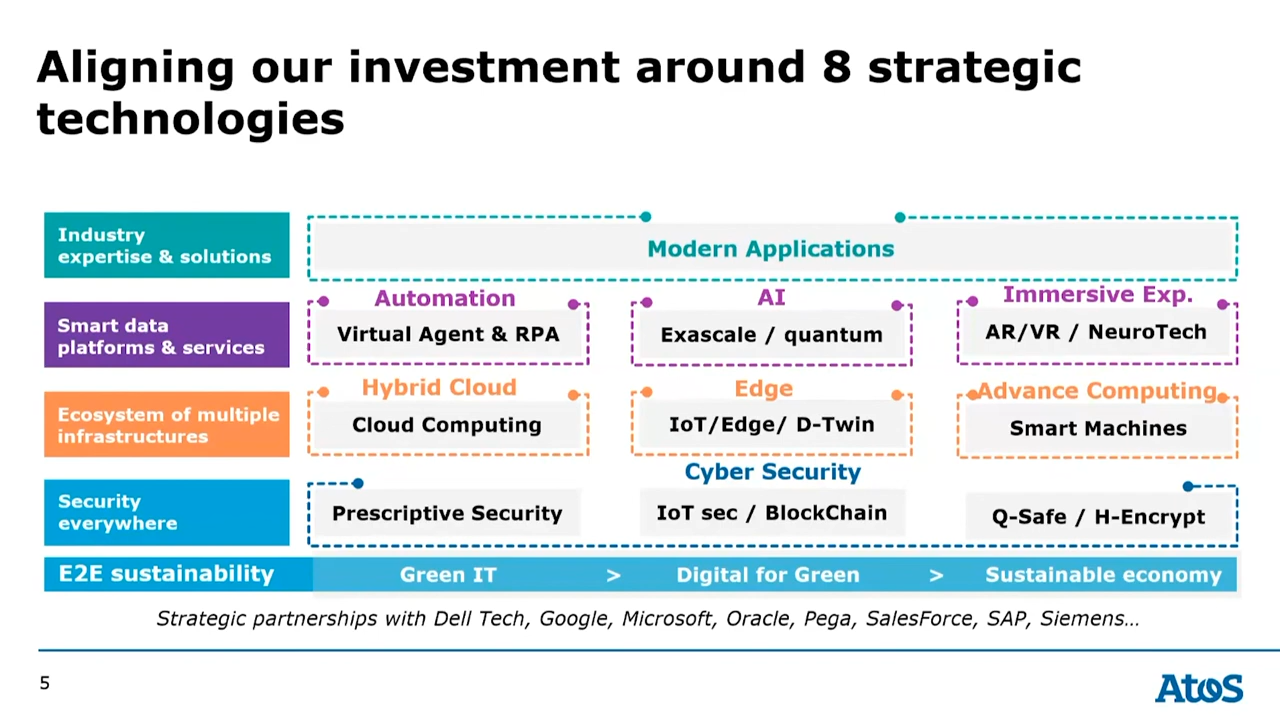 Aligning our investment around 8 strategic
technologies
Industry
expertise & solutions
Modern Applications
Smart data
platforms & services
Automation
Virtual Agent & RPA
AI
Exascale / quantum
Immersive Exp.
AR/VR / NeuroTech
Ecosystem of multiple
infrastructures
Hybrid Cloud
Cloud Computing
Edge
IoT/Edge/ D-Twin
Advance Computing
Smart Machines
Security
everywhere
Cyber Security
Prescriptive Security
IoT sec / BlockChain
Q-Safe / H-Encrypt
E2E sustainability
Green IT > Digital for Green > Sustainable economy
Strategic partnerships with Dell Tech, Google, Microsoft, Oracle, Pega, SalesForce, SAP, Siemens…
5
Atos